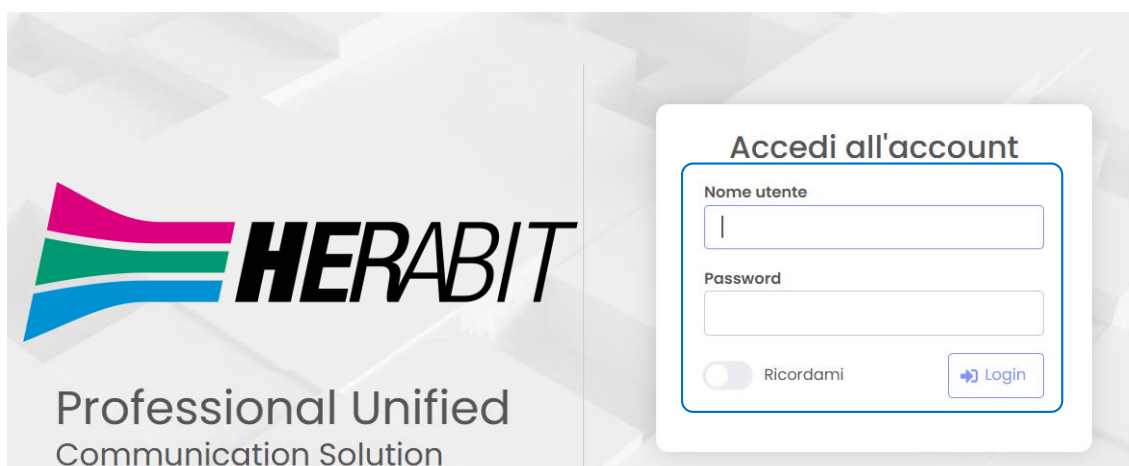 HERABIT
Professional Unified
Communication Solution
Accedi all'account
Nome utente
Password
Ricordami
Login